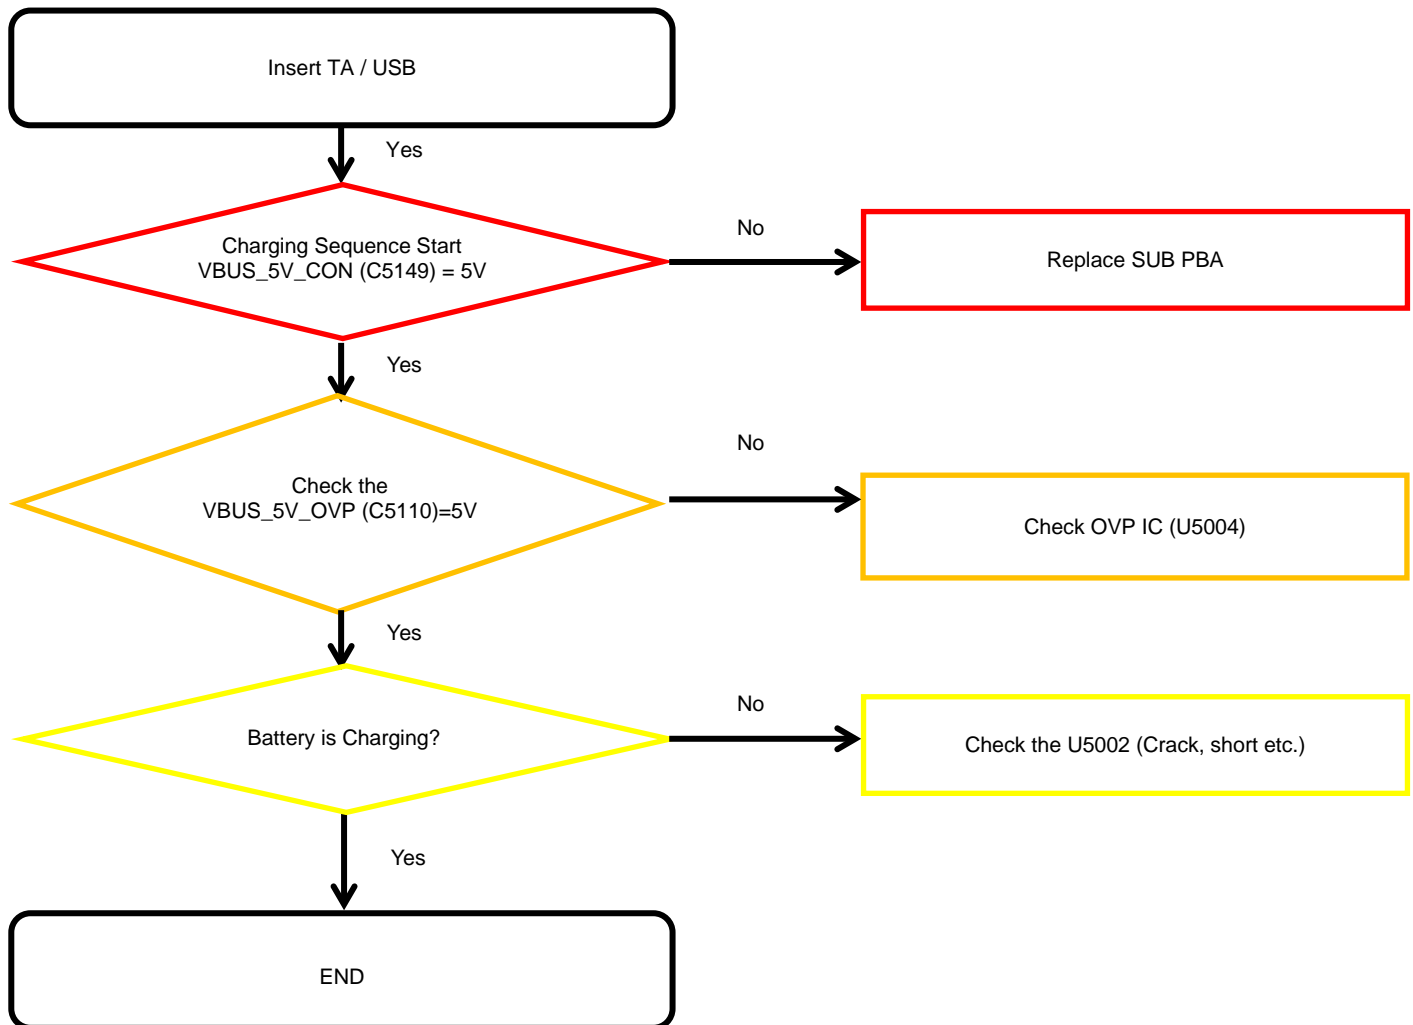 Insert TA / USB
Yes
Charging Sequence Start
VBUS_5V_CON (C5149) = 5V
No
Replace SUB PBA
Yes
Check the
VBUS_5V_OVP (C5110)=5V
No
Check OVP IC (U5004)
Yes
Battery is Charging?
No
Check the U5002 (Crack, short etc.)
Yes
END